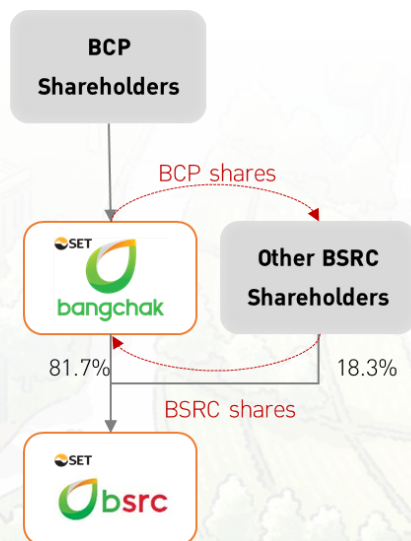 BCP
Shareholders
BCP shares
SET
bangchak
Other BSRC
Shareholders
81.7%
18.3%
BSRC shares
SET
bsrc